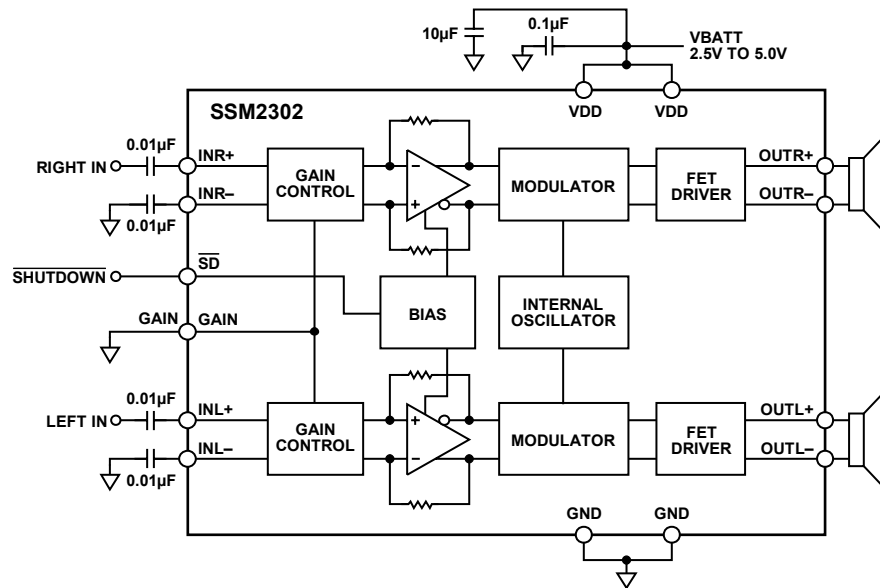 10µF
0.1µF
VBATT
2.5V TO 5.0V
SSM2302
VDD
VDD
0.01µF
RIGHT IN
INR+
INR–
0.01µF
GAIN
CONTROL
–
+
MODULATOR
FET
DRIVER
OUTR+
OUTR–
SHUTDOWN
SD
BIAS
INTERNAL
OSCILLATOR
GAIN
GAIN
0.01µF
LEFT IN
INL+
INL–
0.01µF
GAIN
CONTROL
+
–
MODULATOR
FET
DRIVER
OUTL+
OUTL–
GND
GND